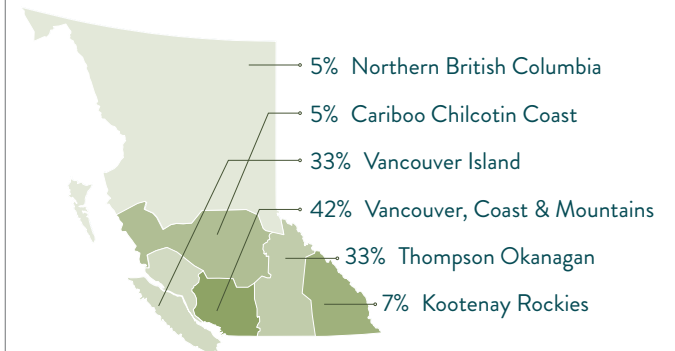 5% Northern British Columbia
5% Cariboo Chilcotin Coast
33% Vancouver Island
42% Vancouver, Coast & Mountains
33% Thompson Okanagan
7% Kootenay Rockies